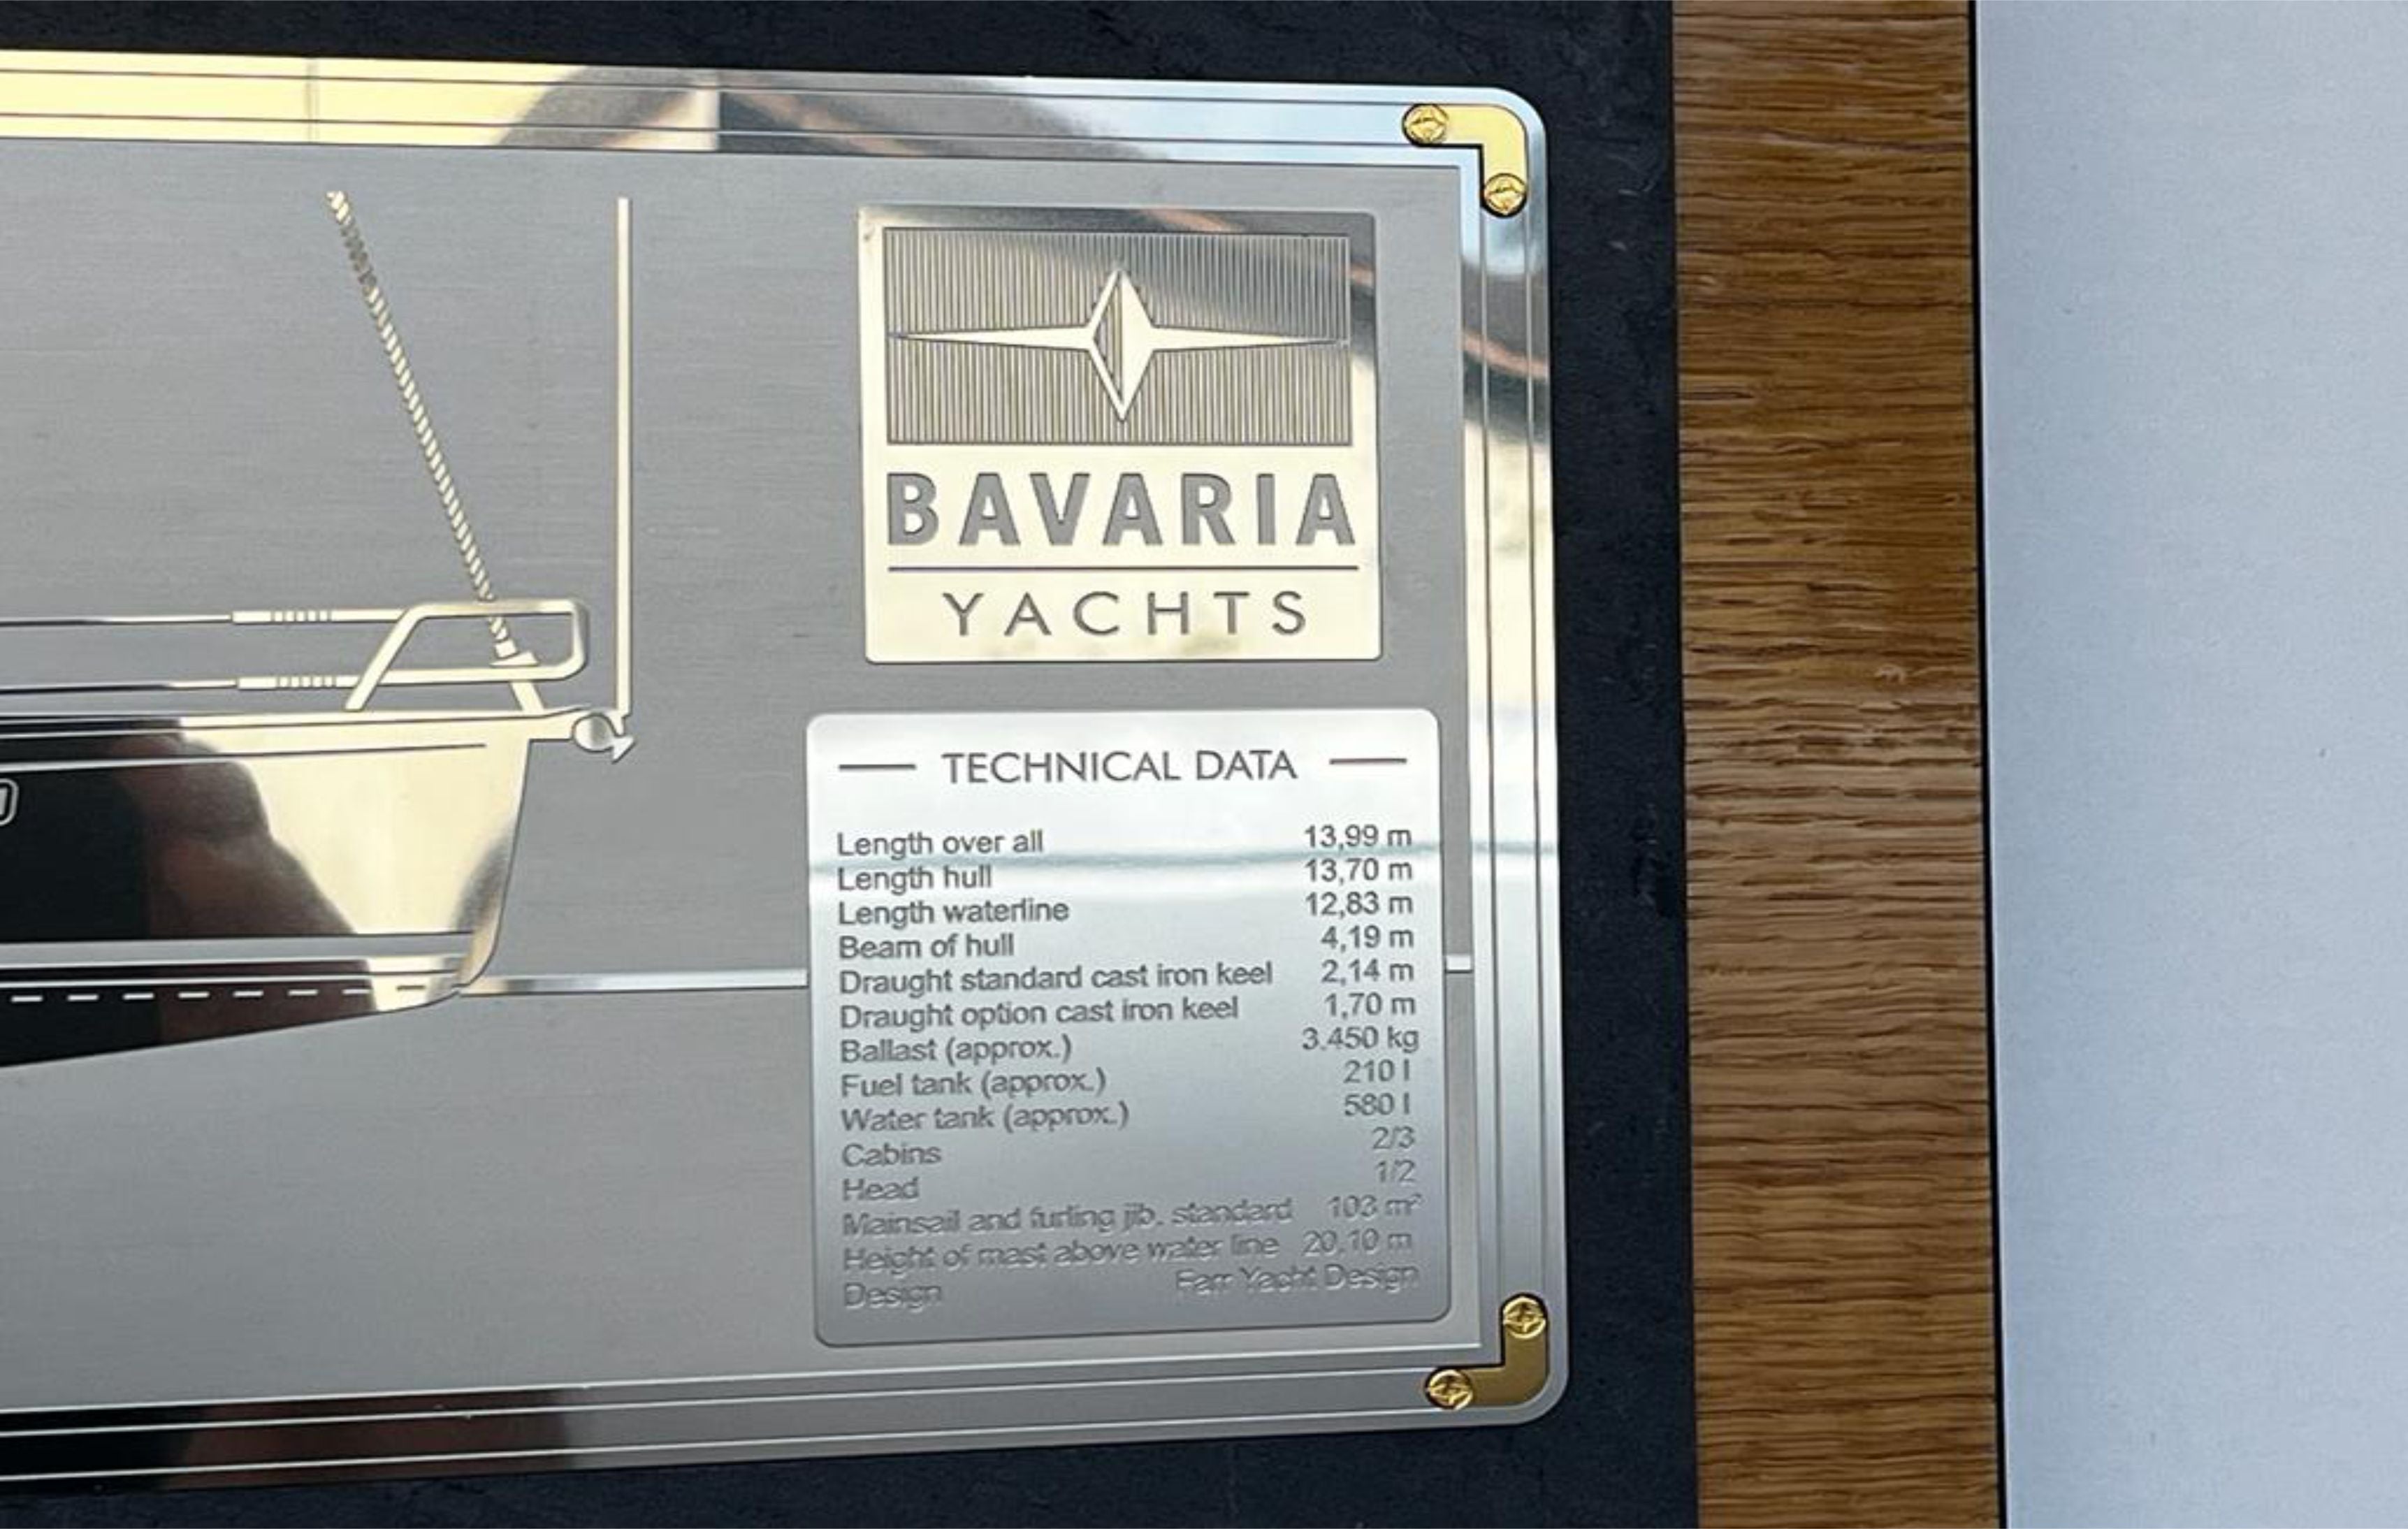 BAVARIA
YACHTS
TECHNICAL DATA
Length over all 13,99 m
Length hull 13,70 m
Length waterline 12,83 m
Beam of hull 4,19 m
Draught standard cast iron keel 2,14 m
Draught option cast iron keel 1,70 m
Ballast (approx.) 3.450 kg
Fuel tank (approx.) 210 l
Water tank (approx.) 580 l
Cabins 2/3
Head 1/2
Mainsail and furling jib, standard 103 m²
Height of mast above water line 20,10 m
Design Farr Yacht Design